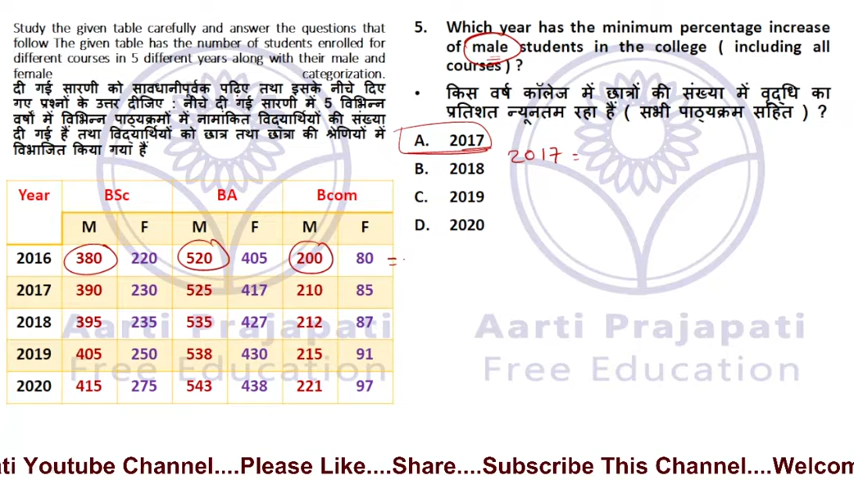 Study the given table carefully and answer the questions that
follow The given table has the number of students enrolled for
different courses in 5 different years along with their male and
female categorization.
दी गई सारणी को सावधानीपूर्वक पढ़िए तथा इसके नीचे दिए
गए प्रश्नों के उत्तर दीजिए : नीचे दी गई सारणी में 5 विभिन्न
वर्षों में विभिन्न पाठ्यक्रमों में नामांकित विद्यार्थियों की संख्या
दी गई हैं तथा विद्यार्थियों को छात्र तथा छात्रा की श्रेणियों में
विभाजित किया गया हैं
Year BSc BA Bcom
M F M F M F
2016 380 220 520 405 200 80 =
2017 390 230 525 417 210 85
2018 395 235 535 427 212 87
2019 405 250 538 430 215 91
2020 415 275 543 438 221 97
5. Which year has the minimum percentage increase
of male students in the college ( including all
courses) ?
• किस वर्ष कॉलेज में छात्रों की संख्या में वृद्धि का
प्रतिशत न्यूनतम रहा हैं ( सभी पाठ्यक्रम सहित ) ?
A. 2017
2017 =
B. 2018
C. 2019
D. 2020
Aarti Prajapati
Free Education
Aarti Prajapati
Free Education
ati Youtube Channel....Please Like....Share....Subscribe This Channel....Welcom